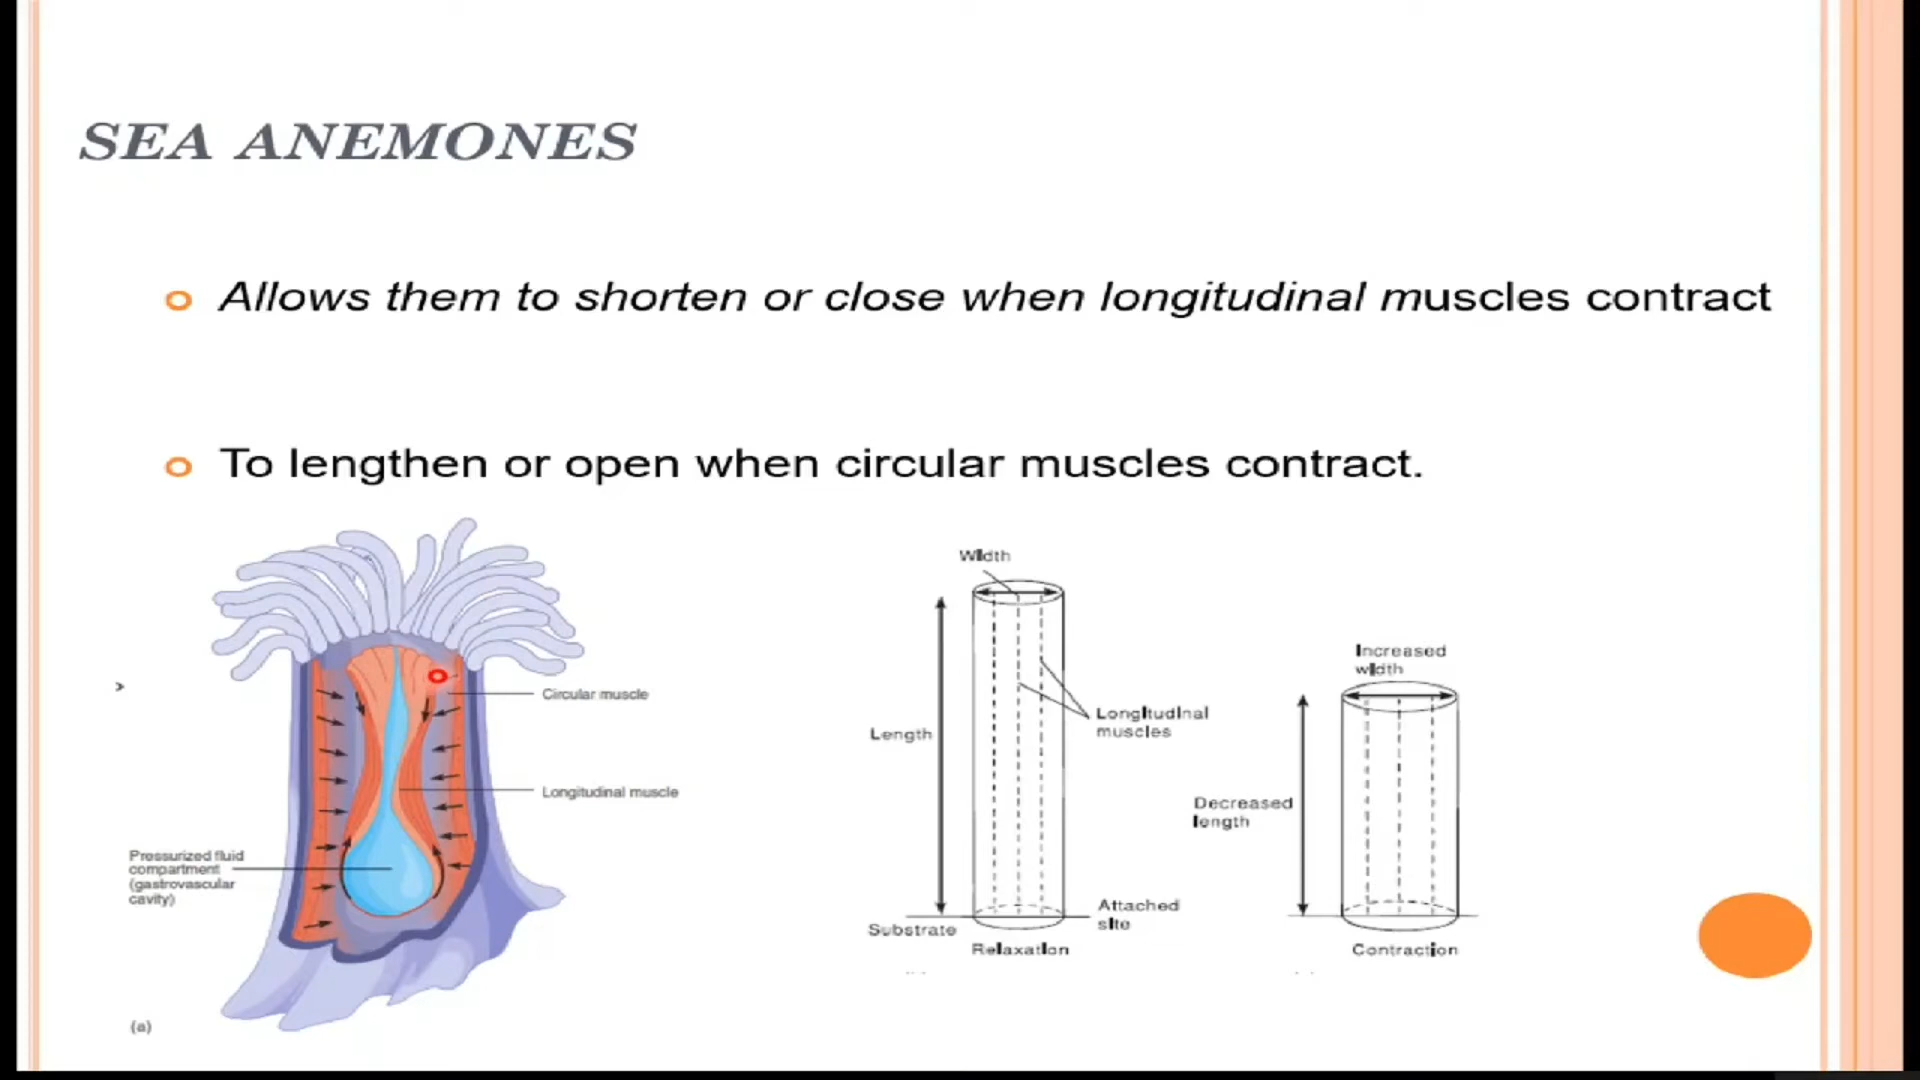 SEA ANEMONES
Allows them to shorten or close when longitudinal muscles contract
To lengthen or open when circular muscles contract.
Circular muscle
Longitudinal muscle
Pressurized fluid
compartment
(gastrovascular
cavity)
(a)
Width
Length
Longitudinal
muscles
Attached
site
Substrate
Relaxation
Increased
width
Decreased
length
Contraction